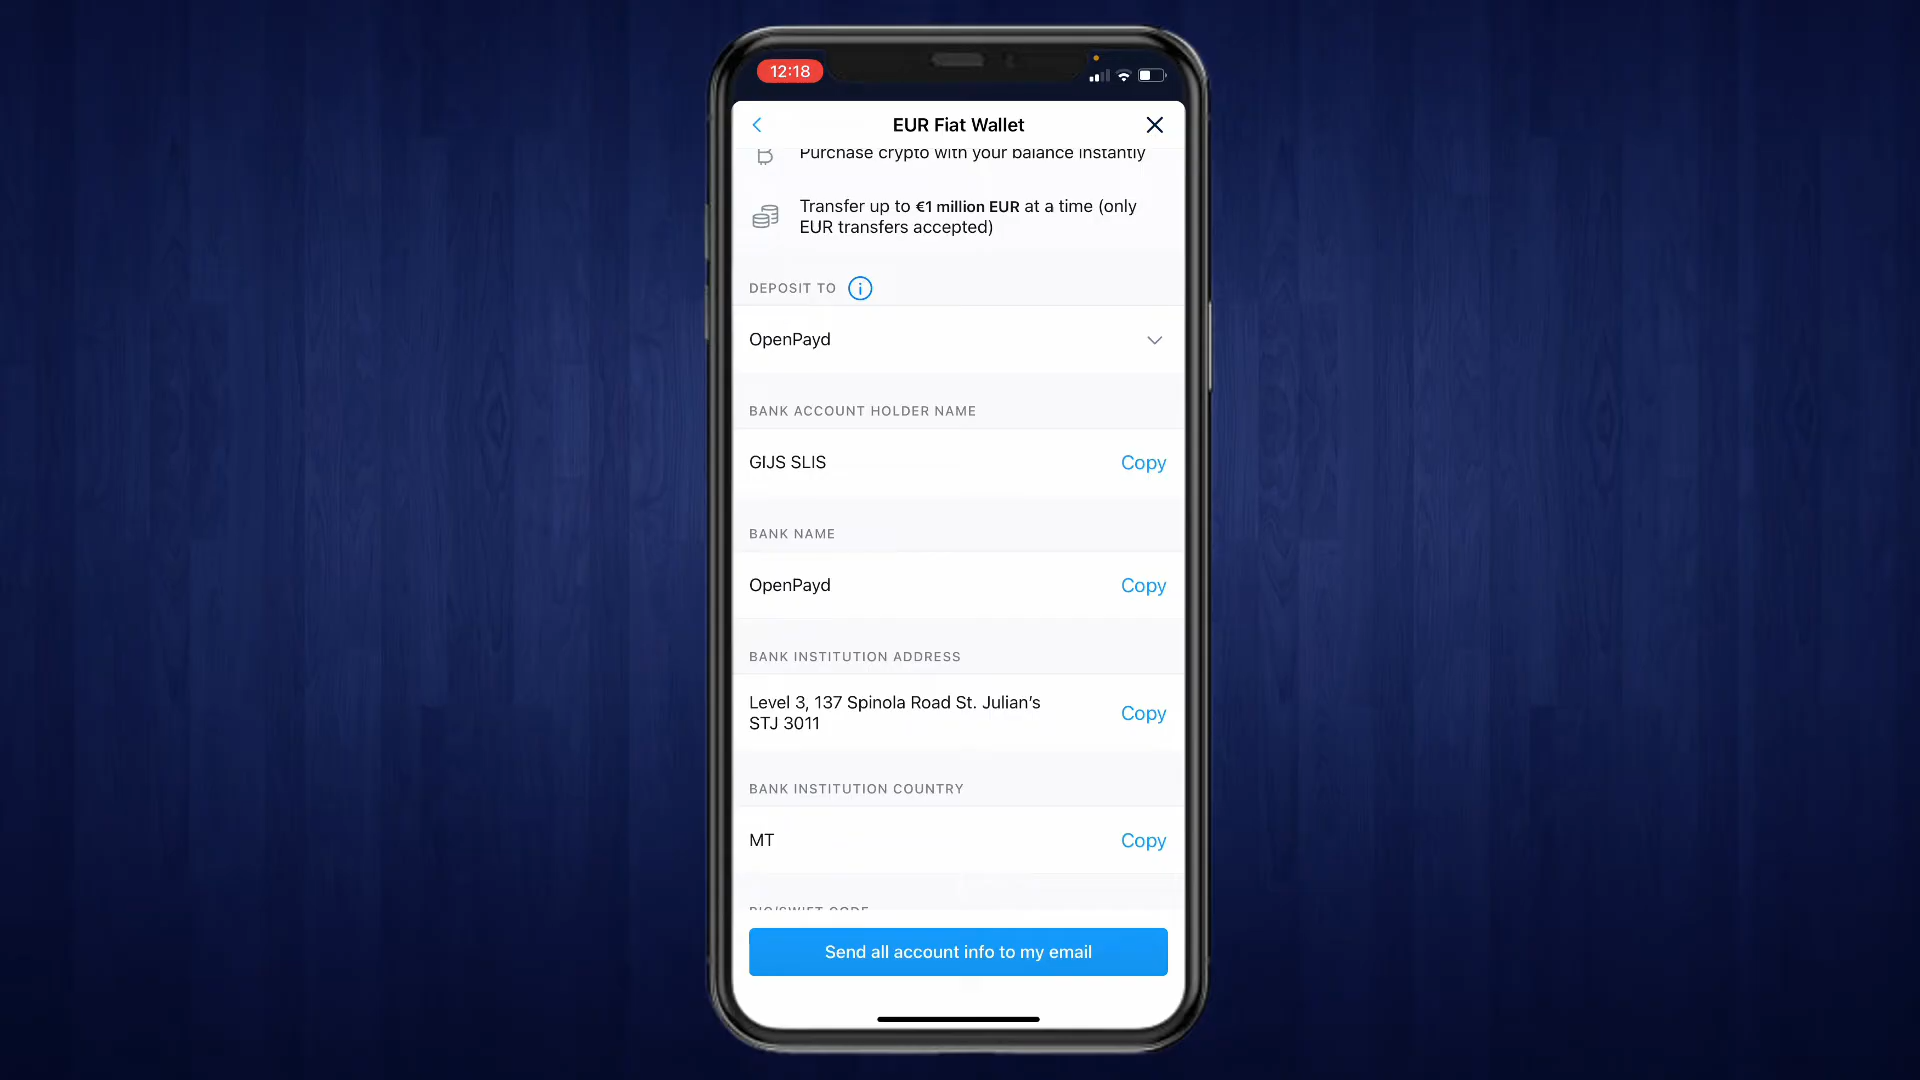 12:18
EUR Fiat Wallet
Purchase crypto with your balance instantly
Transfer up to €1 million EUR at a time (only
EUR transfers accepted)
DEPOSIT TO
OpenPayd
BANK ACCOUNT HOLDER NAME
GIJS SLIS Copy
BANK NAME
OpenPayd Copy
BANK INSTITUTION ADDRESS
Level 3, 137 Spinola Road St. Julian’s
STJ 3011 Copy
BANK INSTITUTION COUNTRY
MT Copy
BIC/SWIFT CODE
Send all account info to my email